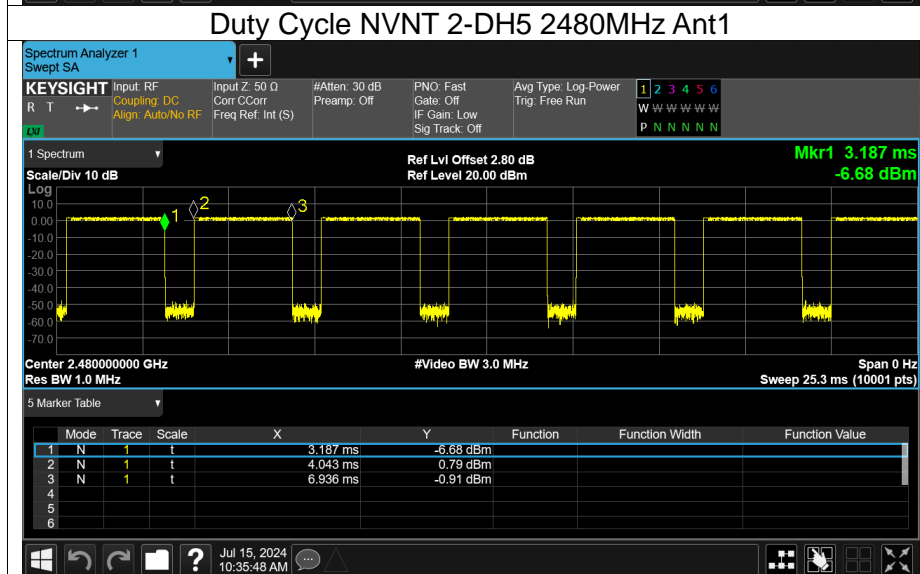 Duty Cycle NVNT 2-DH5 2480MHz Ant1
Spectrum Analyzer 1
Swept SA
+
KEYSIGHT Input: RF Input Z: 50 Ω #Atten: 30 dB PNO: Fast Avg Type: Log-Power 1 2 3 4 5 6
R T Coupling: DC Corr CCorr Preamp: Off Gate: Off Trig: Free Run W W W W W W
Align: Auto/No RF Freq Ref: Int (S) IF Gain: Low
LXI Sig Track: Off P N N N N N
1 Spectrum Ref Lvl Offset 2.80 dB Mkr1 3.187 ms
Scale/Div 10 dB Ref Level 20.00 dBm -6.68 dBm
Log
10.0
0.00
-10.0
-20.0
-30.0
-40.0
-50.0
-60.0
-70.0
1 2 3
Center 2.480000000 GHz #Video BW 3.0 MHz Span 0 Hz
Res BW 1.0 MHz Sweep 25.3 ms (10001 pts)
5 Marker Table
Mode Trace Scale X Y Function Function Width Function Value
1 N 1 t 3.187 ms -6.68 dBm
2 N 1 t 4.043 ms 0.79 dBm
3 N 1 t 6.936 ms -0.91 dBm
4
5
6
? Jul 15, 2024
10:35:48 AM